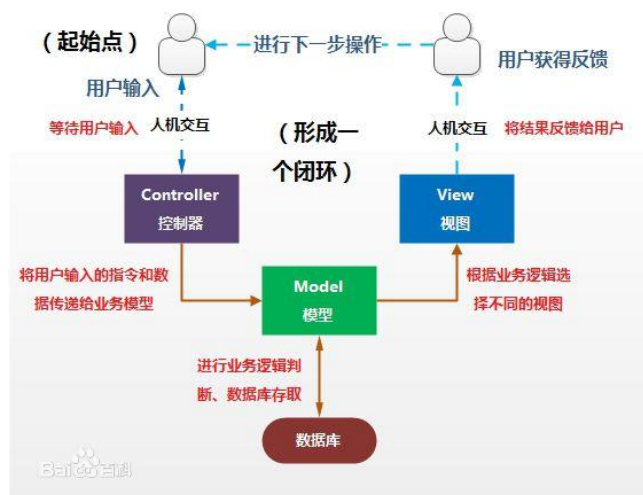 （起始点）
进行下一步操作
用户输入
用户获得反馈
等待用户输入
人机交互
（形成一
个闭环）
人机交互
将结果反馈给用户
Controller
控制器
View
视图
将用户输入的指令和数
据传递给业务模型
Model
模型
根据业务逻辑选
择不同的视图
进行业务逻辑判
断、数据库存取
数据库
Baidu百科